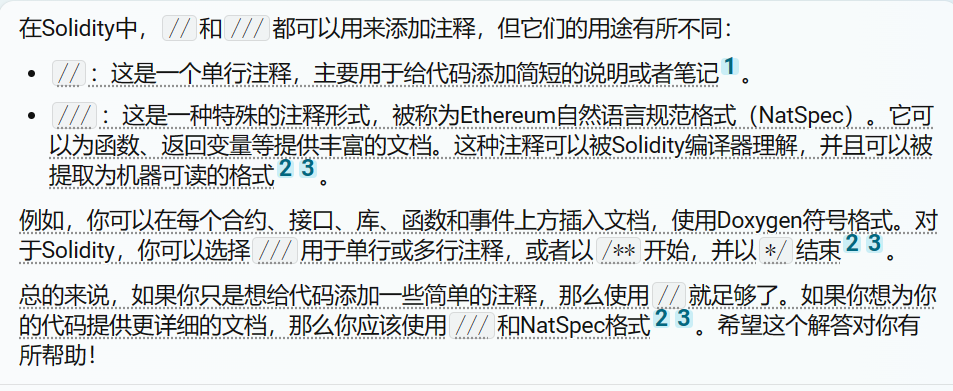 在Solidity中，//和///都可以用来添加注释，但它们的用途有所不同：
• //：这是一个单行注释，主要用于给代码添加简短的说明或者笔记1。
• ///：这是一种特殊的注释形式，被称为Ethereum自然语言规范格式（NatSpec）。它可
以为函数、返回变量等提供丰富的文档。这种注释可以被Solidity编译器理解，并且可以被
提取为机器可读的格式2 3。
例如，你可以在每个合约、接口、库、函数和事件上方插入文档，使用Doxygen符号格式。对
于Solidity，你可以选择///用于单行或多行注释，或者以/**开始，并以*/结束2 3。
总的来说，如果你只是想给代码添加一些简单的注释，那么使用//就足够了。如果你想为你
的代码提供更详细的文档，那么你应该使用///和NatSpec格式2 3。希望这个解答对你有
所帮助！